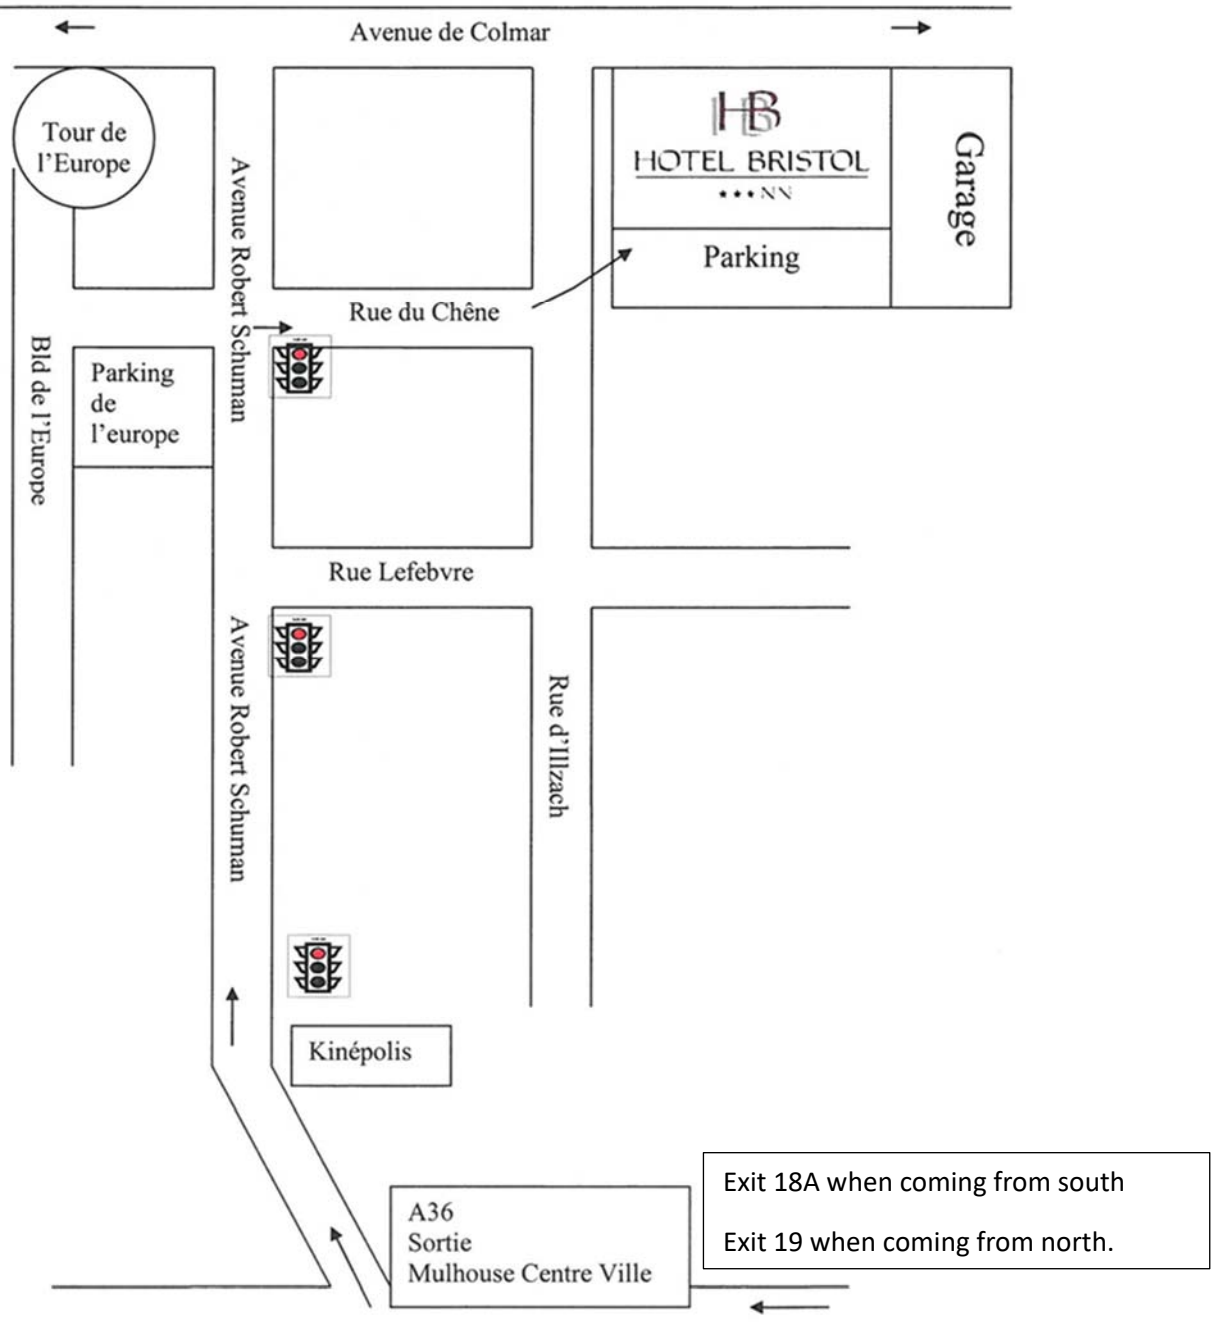 Avenue de Colmar
Tour de
l'Europe
HB
HOTEL BRISTOL
★★★NN
Parking
Garage
Avenue Robert Schuman
Rue du Chêne
Bld de l'Europe
Parking
de
l'europe
Rue Lefebvre
Avenue Robert Schuman
Rue d'Illzach
Kinépolis
A36
Sortie
Mulhouse Centre Ville
Exit 18A when coming from south
Exit 19 when coming from north.